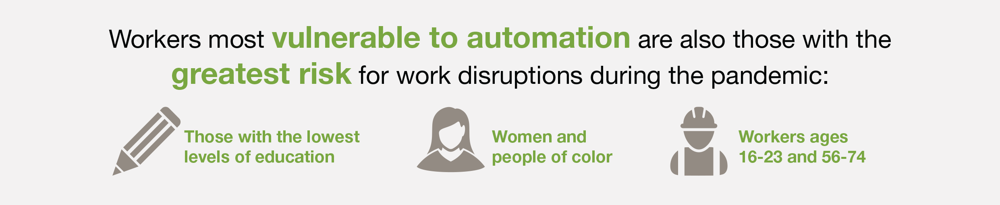 Workers most vulnerable to automation are also those with the
greatest risk for work disruptions during the pandemic:
Those with the lowest
levels of education
Women and
people of color
Workers ages
16-23 and 56-74